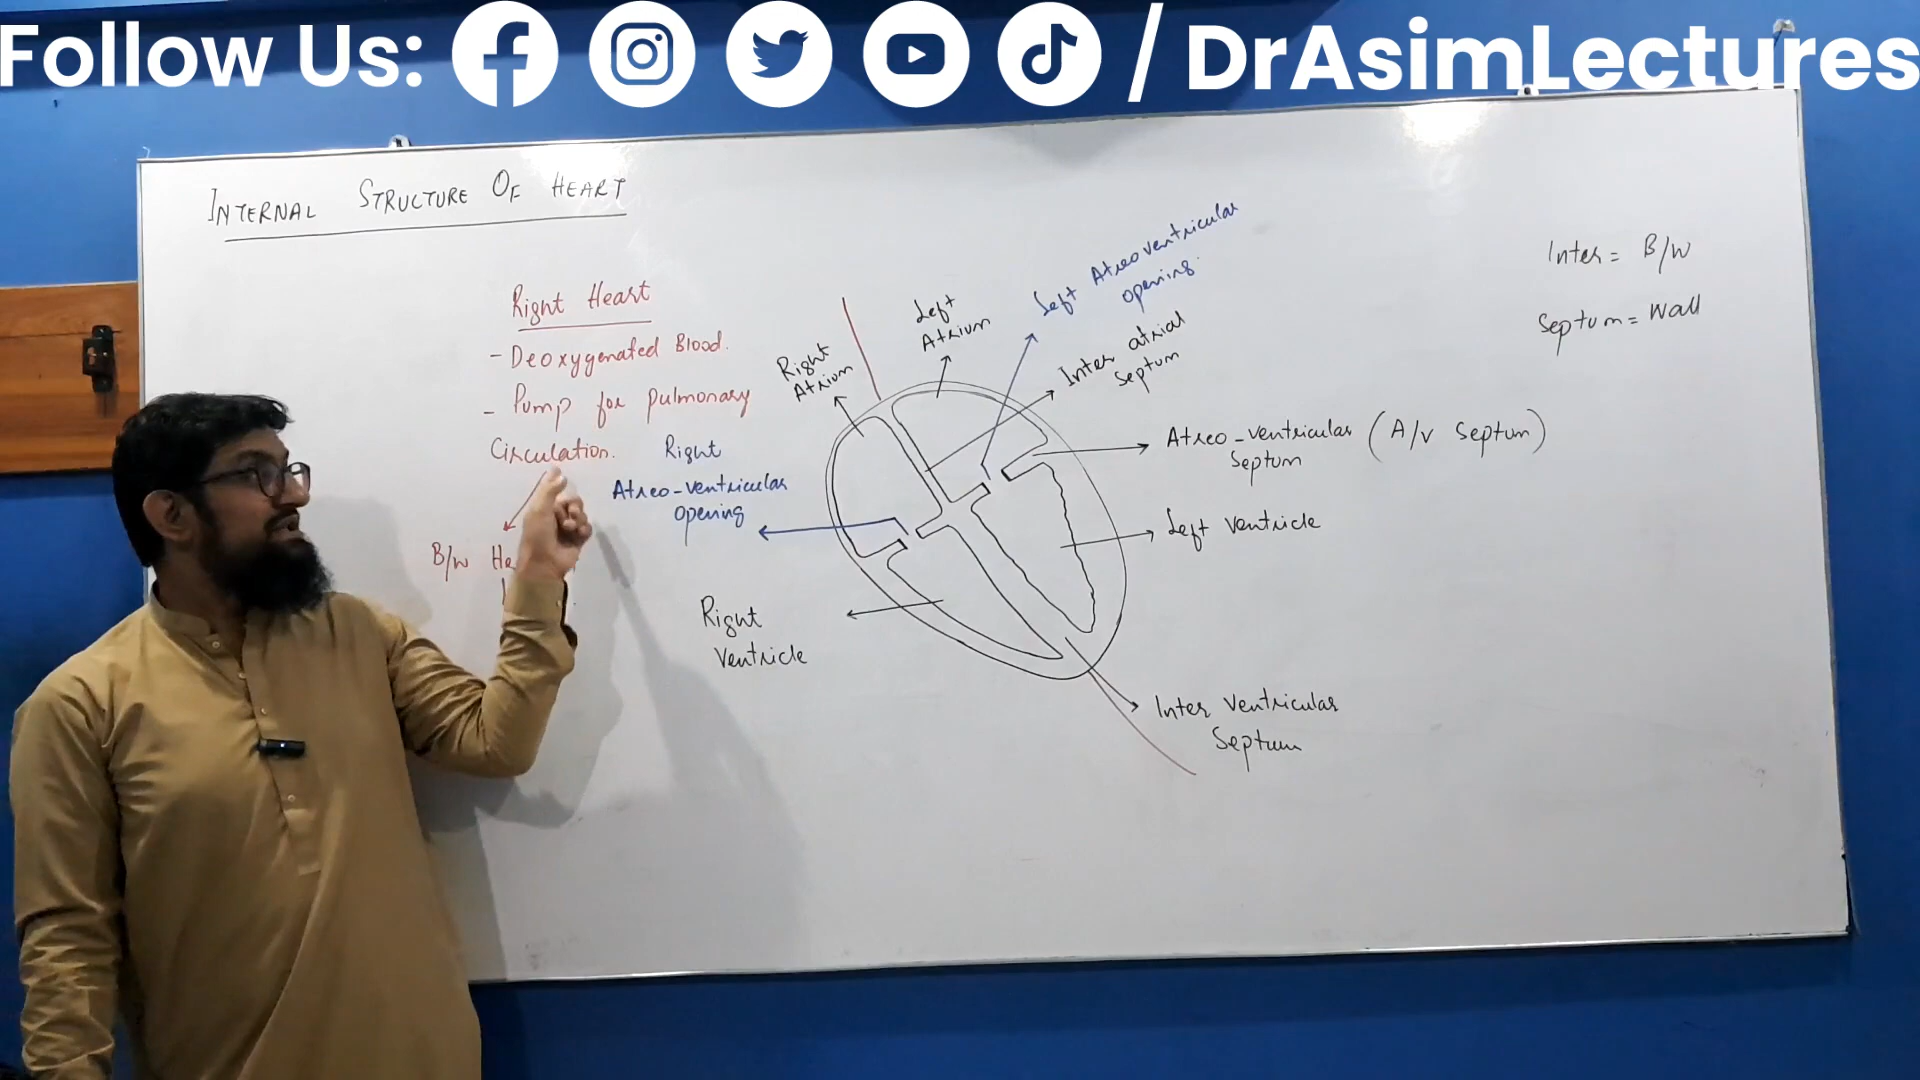 Follow Us: / DrAsimLectures
INTERNAL STRUCTURE OF HEART
Right Heart
- Deoxygenated Blood.
- Pump for pulmonary
Circulation.
B/w He
Right
Atreo-ventricular
opening
Right
Ventricle
Right
Atrium
Left
Atrium
Left Atreoventricular
opening.
Inter atrial
Septum
Atreo-ventricular (A/V Septum)
Septum
Left Ventricle
Inter Ventricular
Septum
Inter = B/W
Septum = Wall